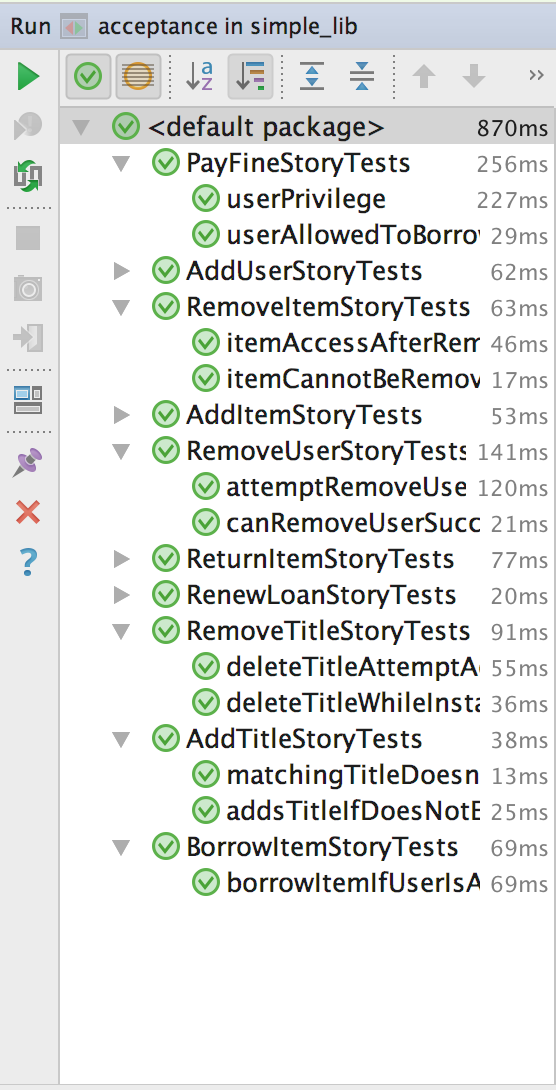 Run acceptance in simple_lib
<default package> 870ms
PayFineStoryTests 256ms
userPrivilege 227ms
userAllowedToBorrov 29ms
AddUserStoryTests 62ms
RemoveItemStoryTests 63ms
itemAccessAfterRem 46ms
itemCannotBeRemov 17ms
AddItemStoryTests 53ms
RemoveUserStoryTests 141ms
attemptRemoveUse 120ms
canRemoveUserSucc 21ms
ReturnItemStoryTests 77ms
RenewLoanStoryTests 20ms
RemoveTitleStoryTests 91ms
deleteTitleAttemptA 55ms
deleteTitleWhileInsta 36ms
AddTitleStoryTests 38ms
matchingTitleDoesn 13ms
addsTitleIfDoesNotE 25ms
BorrowItemStoryTests 69ms
borrowItemIfUserIsA 69ms